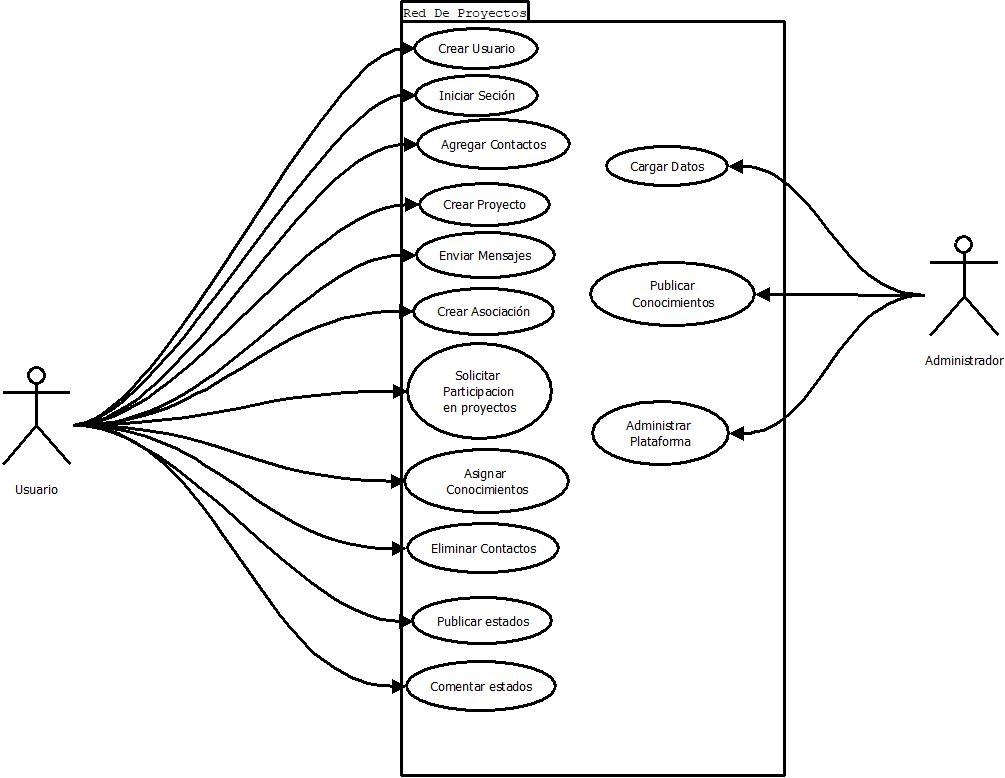 Red De Proyectos
Crear Usuario
Iniciar Seción
Agregar Contactos
Crear Proyecto
Enviar Mensajes
Crear Asociación
Solicitar
Participacion
en proyectos
Asignar
Conocimientos
Eliminar Contactos
Publicar estados
Comentar estados
Cargar Datos
Publicar
Conocimientos
Administrar
Plataforma
Usuario
Administrador